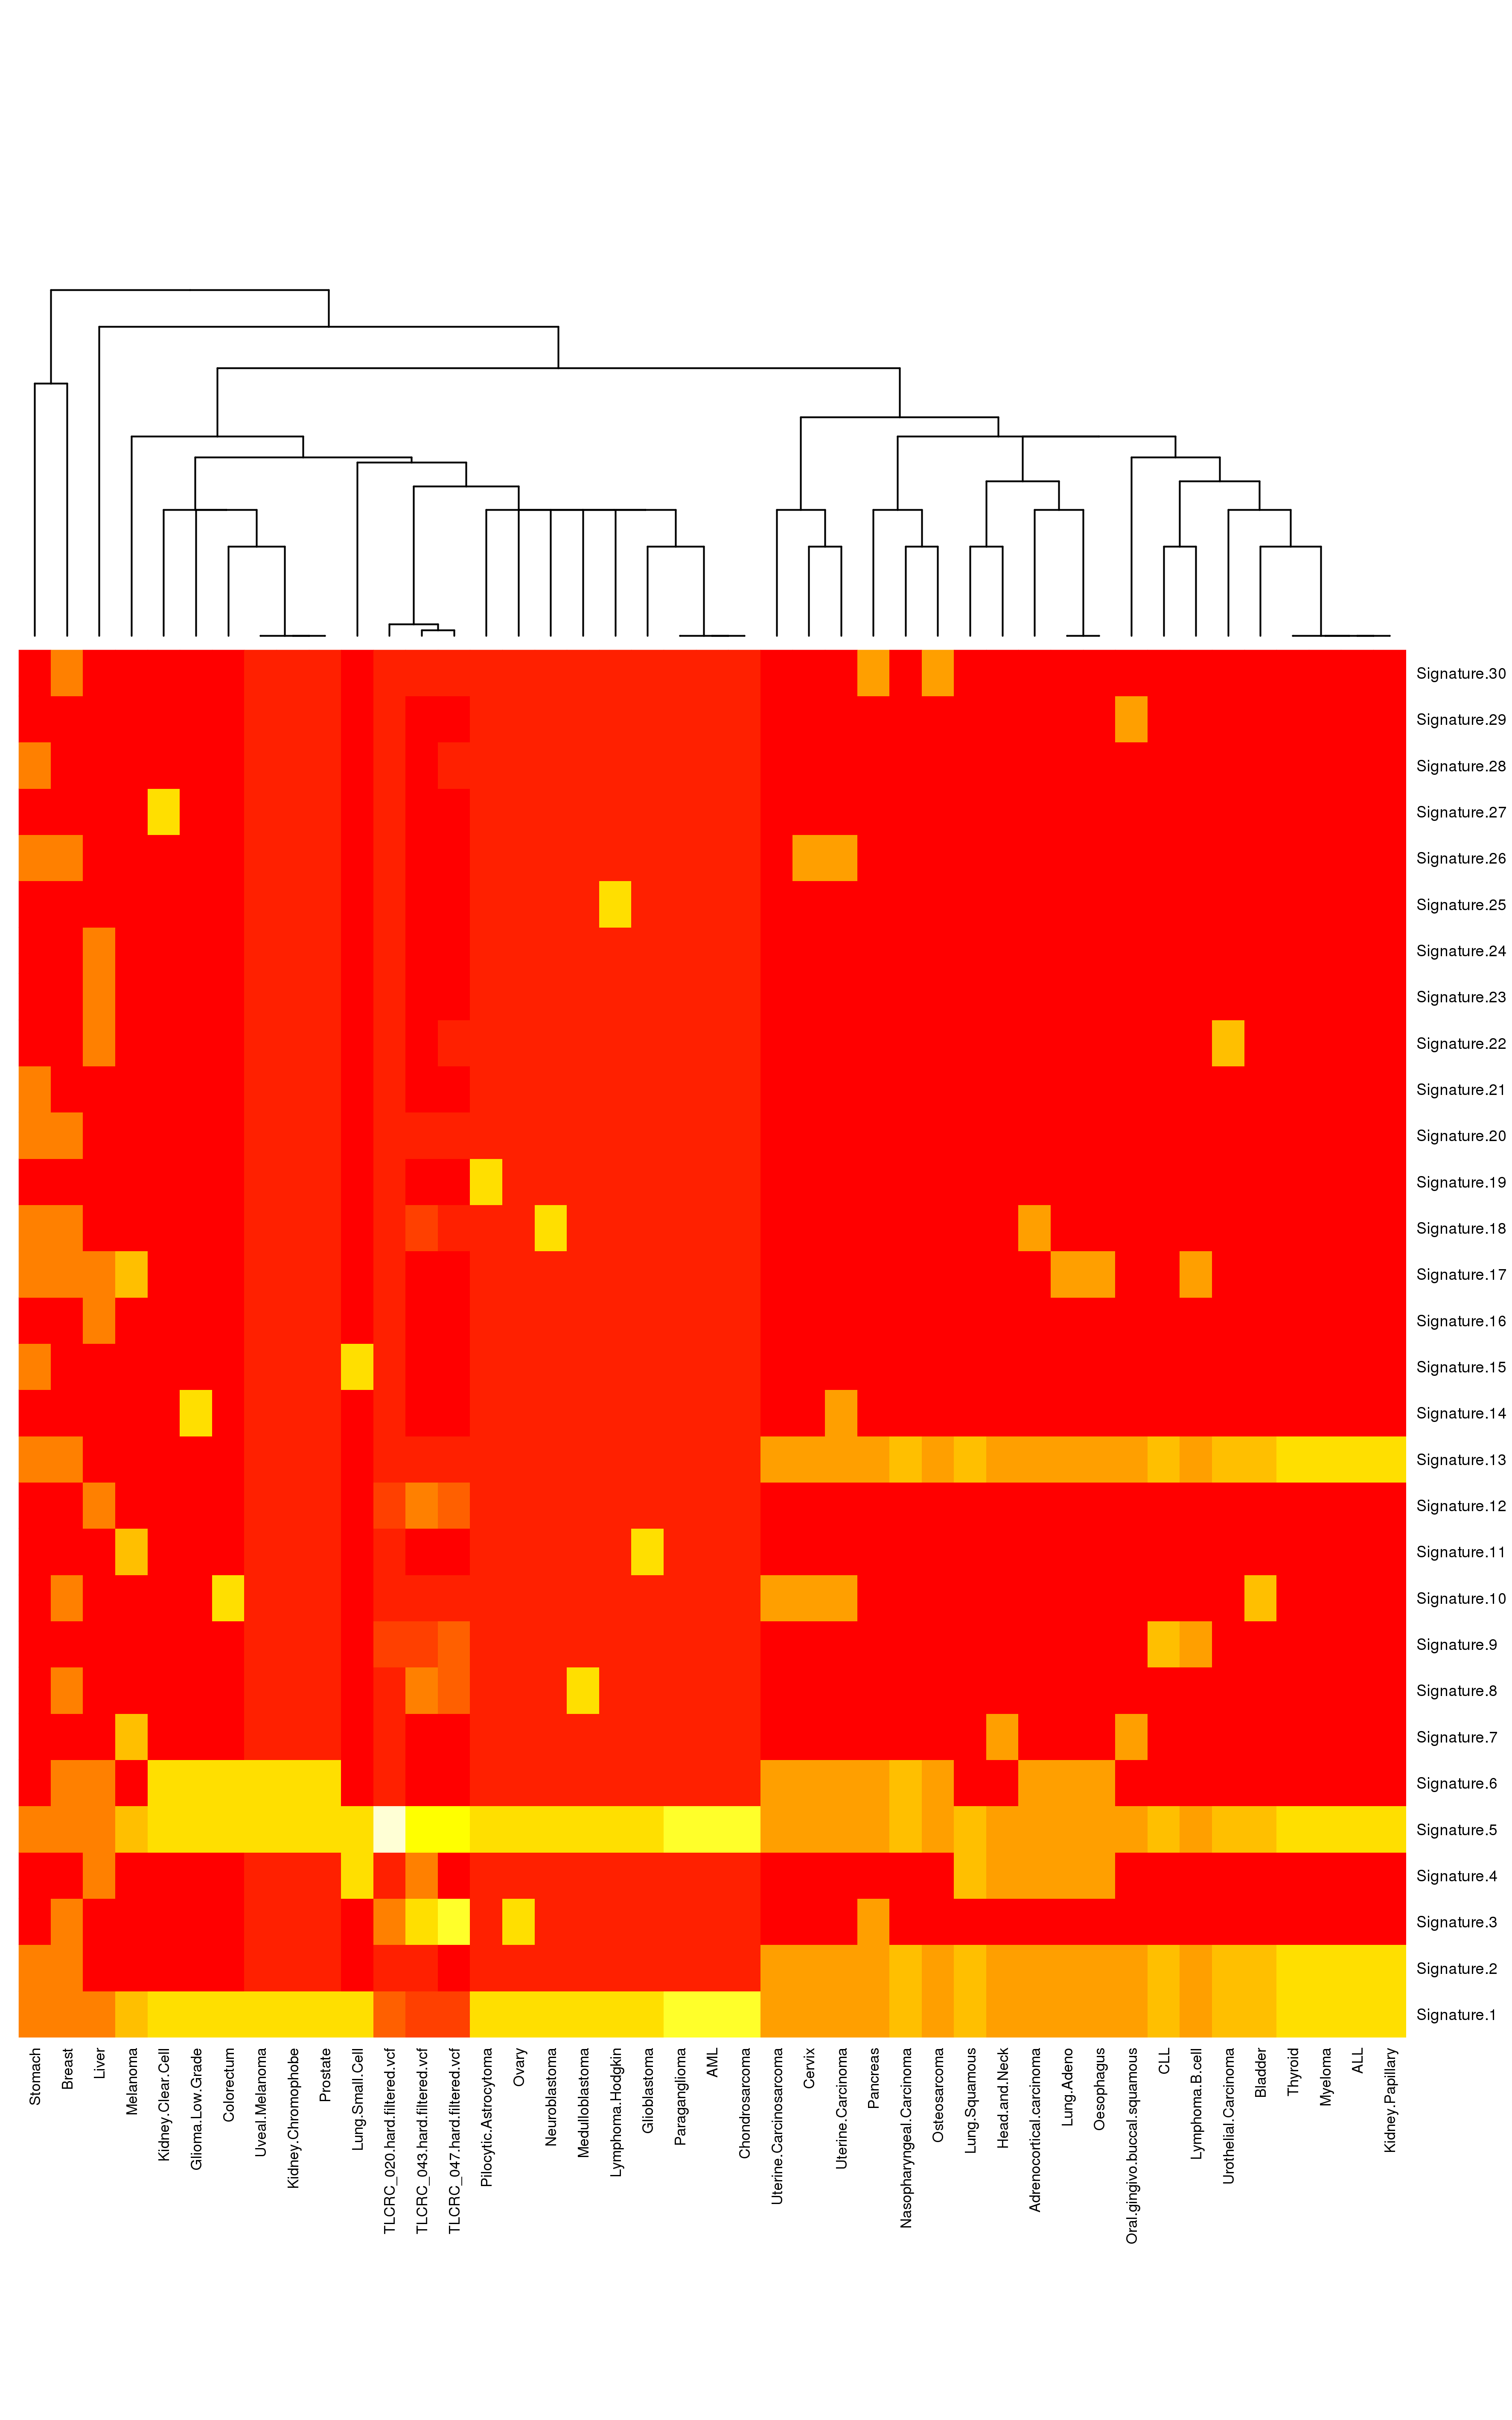 Signature.30
Signature.29
Signature.28
Signature.27
Signature.26
Signature.25
Signature.24
Signature.23
Signature.22
Signature.21
Signature.20
Signature.19
Signature.18
Signature.17
Signature.16
Signature.15
Signature.14
Signature.13
Signature.12
Signature.11
Signature.10
Signature.9
Signature.8
Signature.7
Signature.6
Signature.5
Signature.4
Signature.3
Signature.2
Signature.1
Stomach
Breast
Liver
Melanoma
Kidney.Clear.Cell
Glioma.Low.Grade
Colorectum
Uveal.Melanoma
Kidney.Chromophobe
Prostate
Lung.Small.Cell
TLCRC_020.hard.filtered.vcf
TLCRC_043.hard.filtered.vcf
TLCRC_047.hard.filtered.vcf
Pilocytic.Astrocytoma
Ovary
Neuroblastoma
Medulloblastoma
Lymphoma.Hodgkin
Glioblastoma
Paraganglioma
AML
Chondrosarcoma
Uterine.Carcinosarcoma
Cervix
Uterine.Carcinoma
Pancreas
Nasopharyngeal.Carcinoma
Osteosarcoma
Lung.Squamous
Head.and.Neck
Adrenocortical.carcinoma
Lung.Adeno
Oesophagus
Oral.gingivo.buccal.squamous
CLL
Lymphoma.B.cell
Urothelial.Carcinoma
Bladder
Thyroid
Myeloma
ALL
Kidney.Papillary